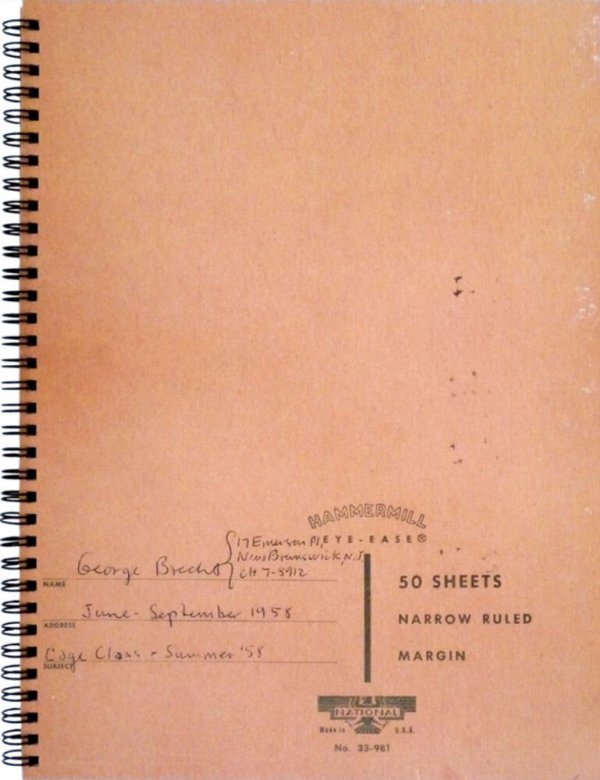 HAMMERMILL
EYE-EASE®
17 Emerson Pl,
New Brunswick, N.J.
CH 7-8912
George Brecht
NAME
50 SHEETS
June - September 1958
ADDRESS
NARROW RULED
Cage Class - Summer '58
SUBJECT
MARGIN
NATIONAL
Made in U.S.A.
No. 33-981